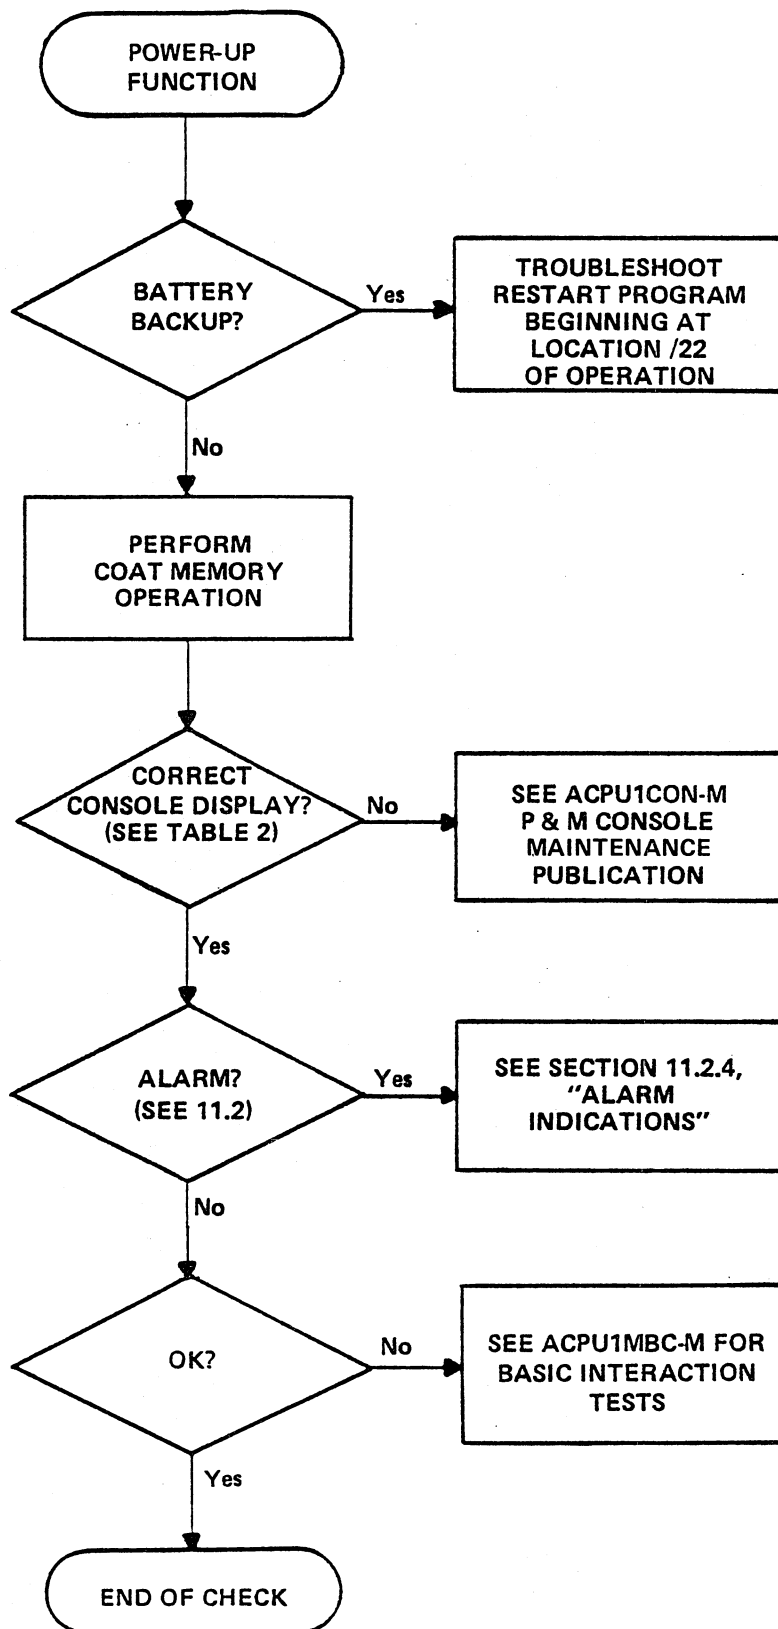 POWER-UP
FUNCTION
BATTERY
BACKUP?
Yes
TROUBLESHOOT
RESTART PROGRAM
BEGINNING AT
LOCATION /22
OF OPERATION
No
PERFORM
COAT MEMORY
OPERATION
CORRECT
CONSOLE DISPLAY?
(SEE TABLE 2)
No
SEE ACPU1CON-M
P & M CONSOLE
MAINTENANCE
PUBLICATION
Yes
ALARM?
(SEE 11.2)
Yes
SEE SECTION 11.2.4,
"ALARM
INDICATIONS"
No
OK?
No
SEE ACPU1MBC-M FOR
BASIC INTERACTION
TESTS
Yes
END OF CHECK